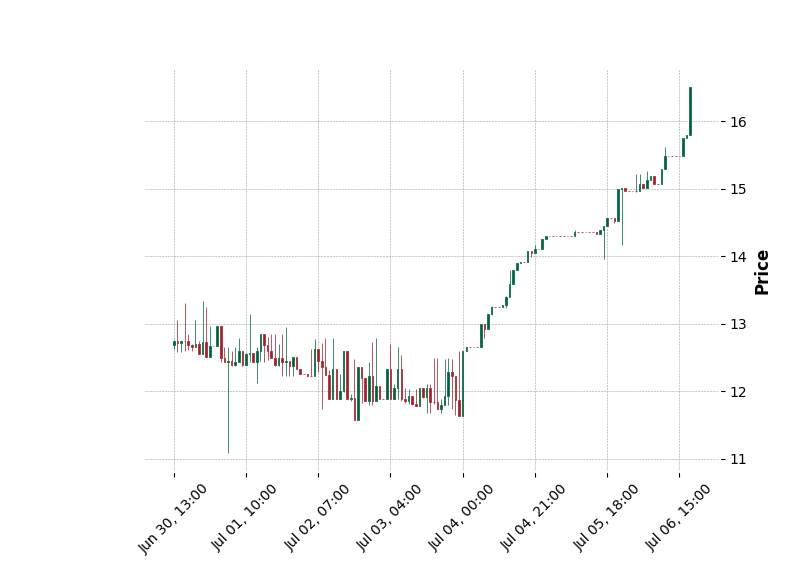 16
15
14
13
12
11
Price
Jun 30, 13:00
Jul 01, 10:00
Jul 02, 07:00
Jul 03, 04:00
Jul 04, 00:00
Jul 04, 21:00
Jul 05, 18:00
Jul 06, 15:00